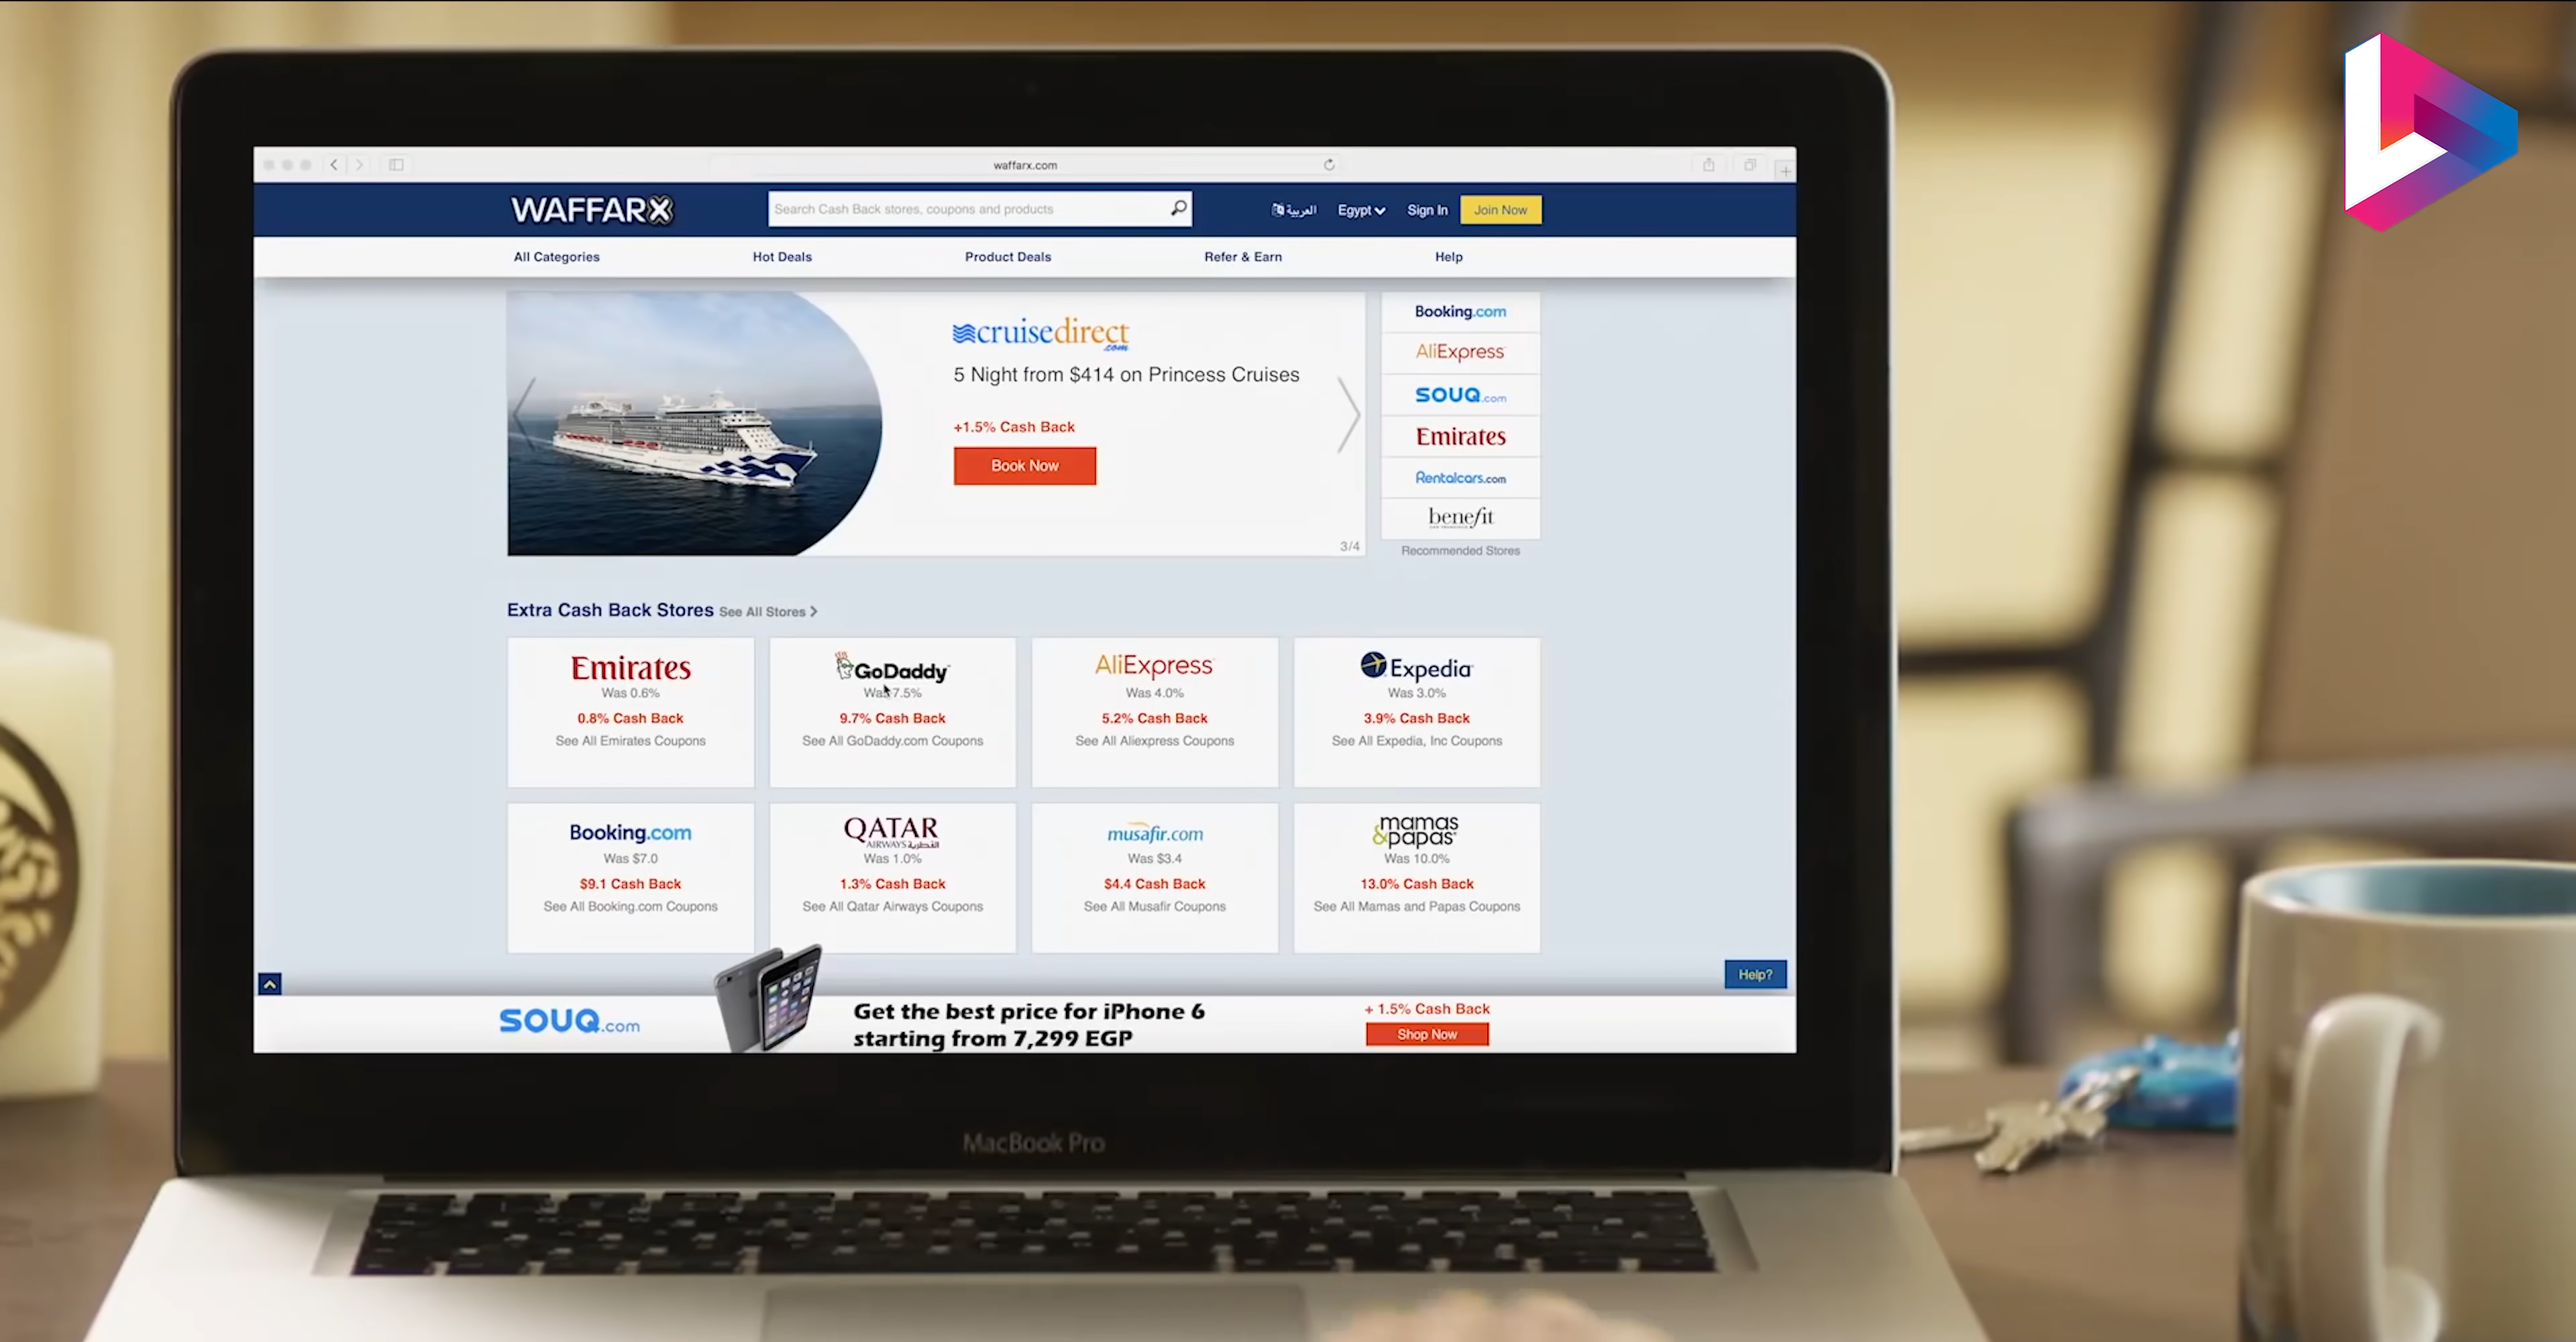 waffarx.com
WAFFARX
Search Cash Back stores, coupons and products
العربية
Egypt
Sign In
Join Now
All Categories
Hot Deals
Product Deals
Refer & Earn
Help
cruisedirect
.com
5 Night from $414 on Princess Cruises
+1.5% Cash Back
Book Now
3/4
Booking.com
AliExpress
SOUQ.com
Emirates
Rentalcars.com
benefit
Recommended Stores
Extra Cash Back Stores See All Stores >
Emirates
Was 0.6%
0.8% Cash Back
See All Emirates Coupons
GoDaddy
Was 7.5%
9.7% Cash Back
See All GoDaddy.com Coupons
AliExpress
Was 4.0%
5.2% Cash Back
See All Aliexpress Coupons
Expedia
Was 3.0%
3.9% Cash Back
See All Expedia, Inc Coupons
Booking.com
Was $7.0
$9.1 Cash Back
See All Booking.com Coupons
QATAR
AIRWAYS القطرية
Was 1.0%
1.3% Cash Back
See All Qatar Airways Coupons
musafir.com
Was $3.4
$4.4 Cash Back
See All Musafir Coupons
mamas
&papas
Was 10.0%
13.0% Cash Back
See All Mamas and Papas Coupons
Help?
SOUQ.com
Get the best price for iPhone 6
starting from 7,299 EGP
+ 1.5% Cash Back
Shop Now
MacBook Pro